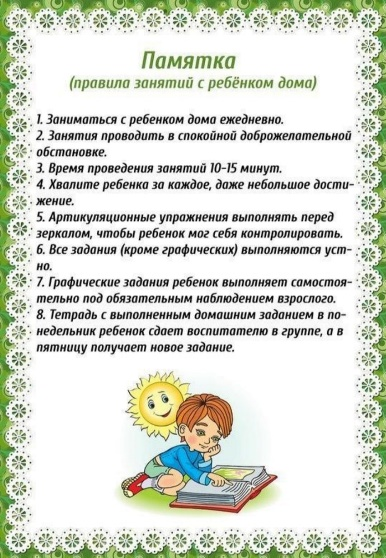 Памятка
(правила занятий с ребёнком дома)
1. Заниматься с ребенком дома ежедневно.
2. Занятия проводить в спокойной доброжелательной
обстановке.
3. Время проведения занятий 10-15 минут.
4. Хвалите ребенка за каждое, даже небольшое дости-
жение.
5. Артикуляционные упражнения выполнять перед
зеркалом, чтобы ребенок мог себя контролировать.
6. Все задания (кроме графических) выполняются уст-
но.
7. Графические задания ребенок выполняет самостоя-
тельно под обязательным наблюдением взрослого.
8. Тетрадь с выполненным домашним заданием в по-
недельник ребенок сдает воспитателю в группе, а в
пятницу получает новое задание.